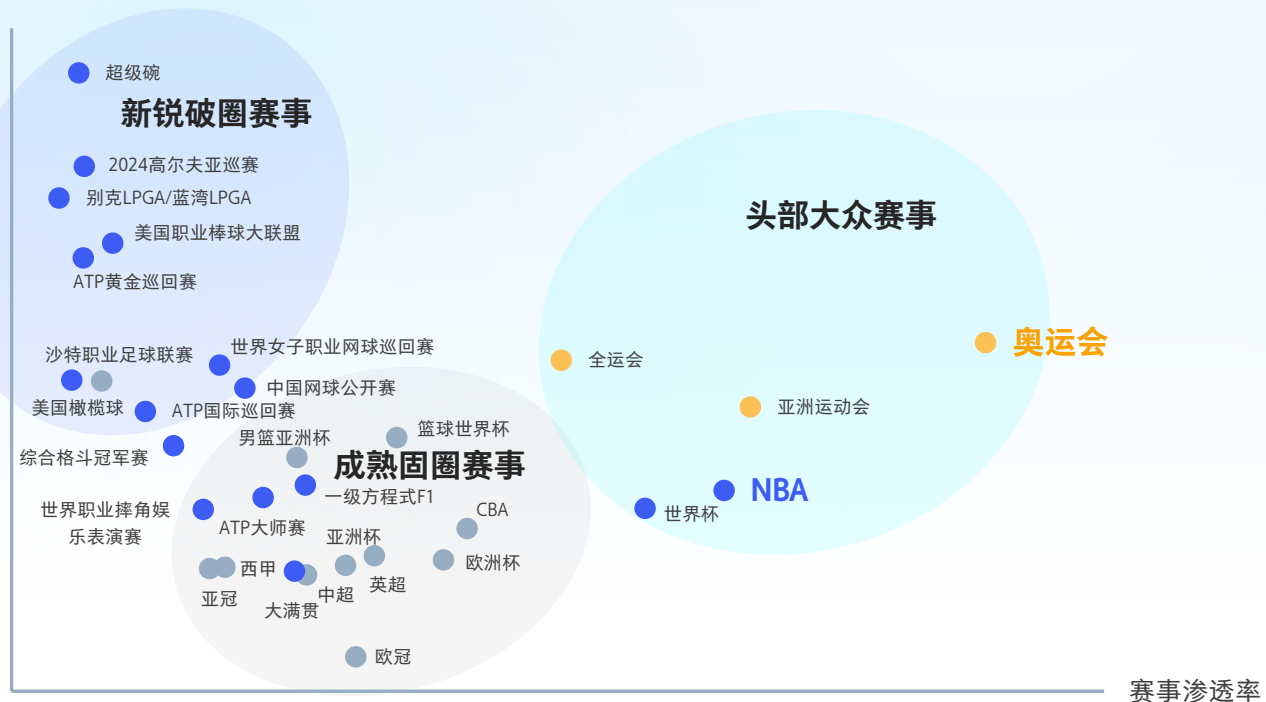 超级碗
新锐破圈赛事
2024高尔夫亚巡赛
别克LPGA/蓝湾LPGA
美国职业棒球大联盟
ATP黄金巡回赛
头部大众赛事
奥运会
全运会
亚洲运动会
NBA
世界杯
世界女子职业网球巡回赛
沙特职业足球联赛
中国网球公开赛
美国橄榄球
ATP国际巡回赛
篮球世界杯
男篮亚洲杯
综合格斗冠军赛
成熟固圈赛事
一级方程式F1
CBA
世界职业摔角娱
乐表演赛
ATP大师赛
亚洲杯
欧洲杯
西甲
英超
中超
亚冠
大满贯
欧冠
赛事渗透率